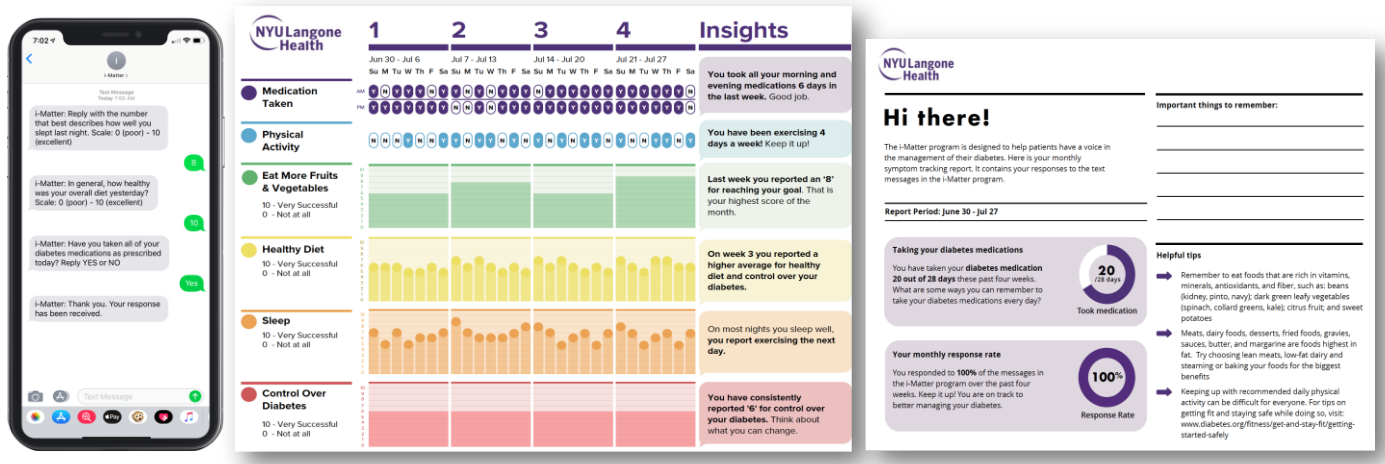 7:02
i-Matter
Text Message
Today 7:00 AM
i-Matter: Reply with the number
that best describes how well you
slept last night. Scale: 0 (poor) – 10
(excellent)
8
i-Matter: In general, how healthy
was your overall diet yesterday?
Scale: 0 (poor) - 10 (excellent)
10
i-Matter: Have you taken all of your
diabetes medications as prescribed
today? Reply YES or NO
Yes
i-Matter: Thank you. Your response
has been received.
Text Message
Pay
NYU Langone
Health
1 2 3 4 Insights
Jun 30 - Jul 6 Jul 7 - Jul 13 Jul 14 - Jul 20 Jul 21 - Jul 27
Su M Tu W Th F Sa Su M Tu W Th F Sa Su M Tu W Th F Sa Su M Tu W Th F Sa
Medication
Taken
AM
PM
You took all your morning and
evening medications 6 days in
the last week. Good job.
Physical
Activity
You have been exercising 4
days a week! Keep it up!
Eat More Fruits
& Vegetables
10 - Very Successful
0 - Not at all
Last week you reported an ‘8’
for reaching your goal. That is
your highest score of the
month.
Healthy Diet
10 - Very Successful
0 - Not at all
On week 3 you reported a
higher average for healthy
diet and control over your
diabetes.
Sleep
10 - Very Successful
0 - Not at all
On most nights you sleep well,
you report exercising the next
day.
Control Over
Diabetes
10 - Very Successful
0 - Not at all
You have consistently
reported ‘6’ for control over
your diabetes. Think about
what you can change.
NYU Langone
Health
Hi there!
The i-Matter program is designed to help patients have a voice in
the management of their diabetes. Here is your monthly
symptom tracking report. It contains your responses to the text
messages in the i-Matter program.
Report Period: June 30 - Jul 27
Taking your diabetes medications
You have taken your diabetes medication
20 out of 28 days these past four weeks.
What are some ways you can remember to
take your diabetes medications every day?
20
/28 days
Took medication
Your monthly response rate
You responded to 100% of the messages in
the i-Matter program over the past four
weeks. Keep it up! You are on track to
better managing your diabetes.
100%
Response Rate
Important things to remember:
Helpful tips
Remember to eat foods that are rich in vitamins,
minerals, antioxidants, and fiber, such as: beans
(kidney, pinto, navy); dark green leafy vegetables
(spinach, collard greens, kale); citrus fruit; and sweet
potatoes
Meats, dairy foods, desserts, fried foods, gravies,
sauces, butter, and margarine are foods highest in
fat. Try choosing lean meats, low-fat dairy and
steaming or baking your foods for the biggest
benefits
Keeping up with recommended daily physical
activity can be difficult for everyone. For tips on
getting fit and staying safe while doing so, visit:
www.diabetes.org/fitness/get-and-stay-fit/getting-
started-safely